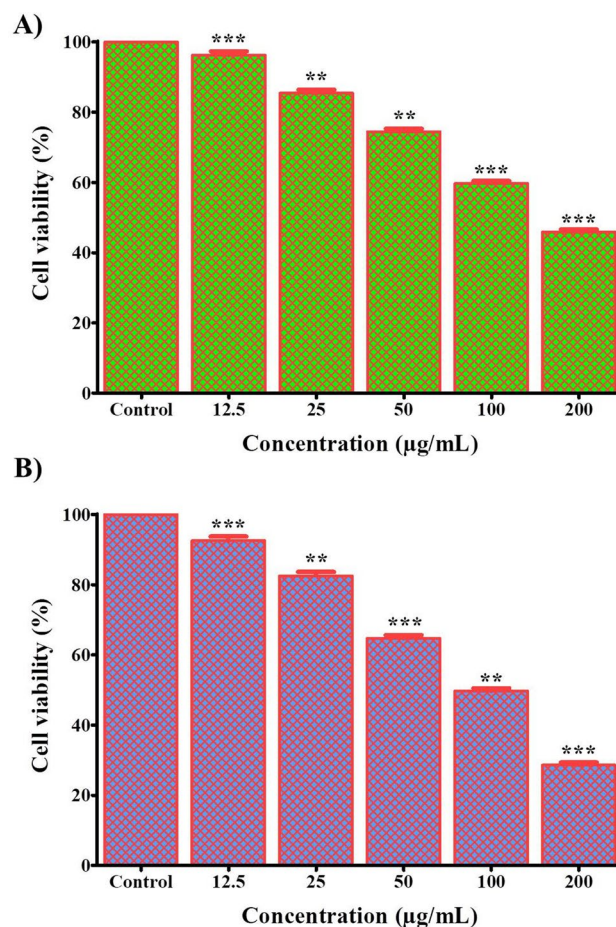 A)
Cell viability (%)
100
80
60
40
20
0
***
**
**
***
***
Control 12.5 25 50 100 200
Concentration (µg/mL)
B)
Cell viability (%)
100
80
60
40
20
0
***
**
***
**
***
Control 12.5 25 50 100 200
Concentration (µg/mL)